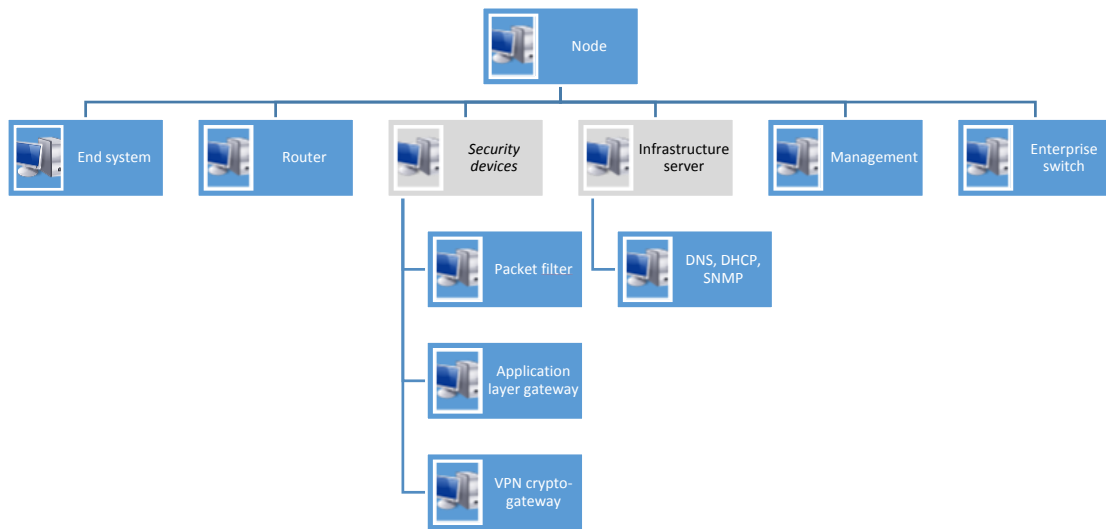 Node
End system
Router
Security
devices
Infrastructure
server
Management
Enterprise
switch
Packet filter
DNS, DHCP,
SNMP
Application
layer gateway
VPN crypto-
gateway